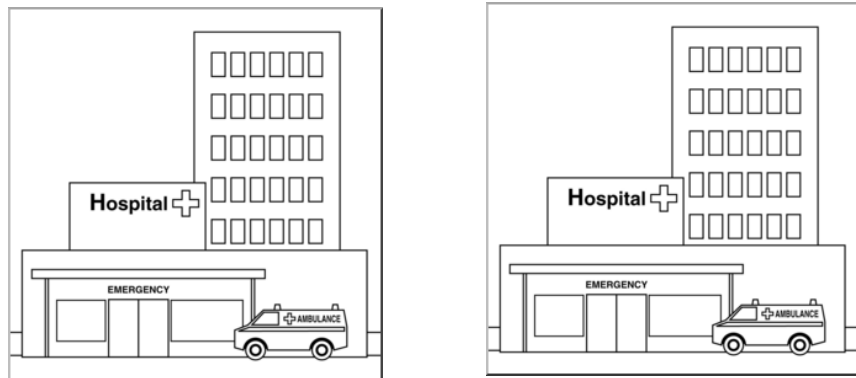 Hospital
EMERGENCY
AMBULANCE
Hospital
EMERGENCY
AMBULANCE